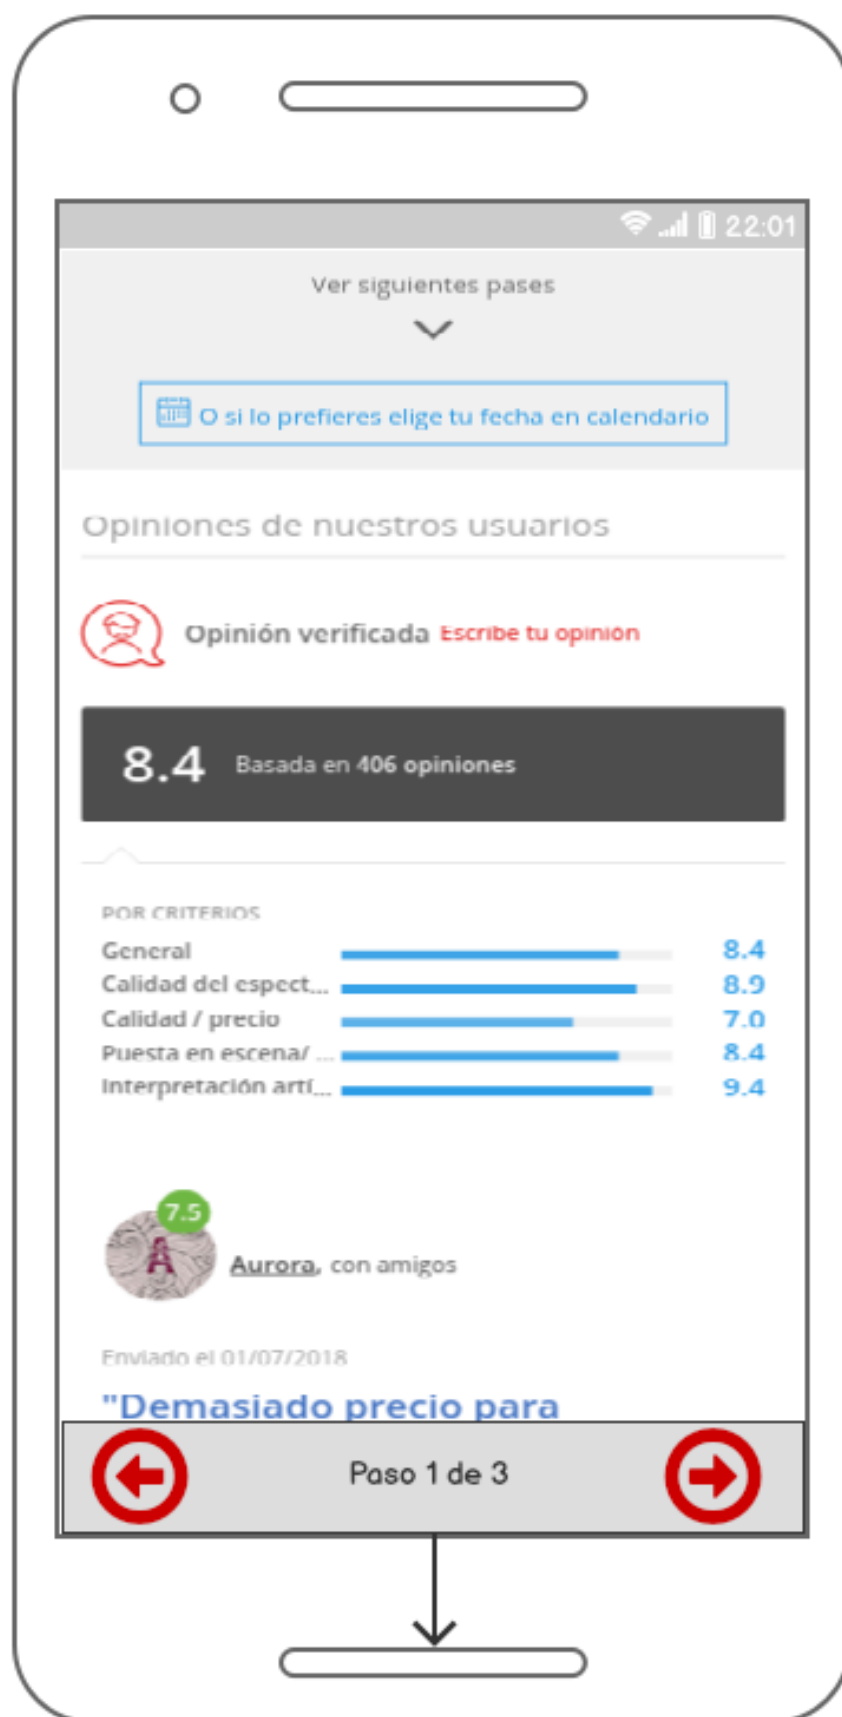 22:01
Ver siguientes pases
O si lo prefieres elige tu fecha en calendario
Opiniones de nuestros usuarios
Opinión verificada Escribe tu opinión
8.4 Basada en 406 opiniones
POR CRITERIOS
General 8.4
Calidad del espect... 8.9
Calidad / precio 7.0
Puesta en escena/ ... 8.4
Interpretación artí... 9.4
7.5
A
Aurora, con amigos
Enviado el 01/07/2018
"Demasiado precio para
Paso 1 de 3